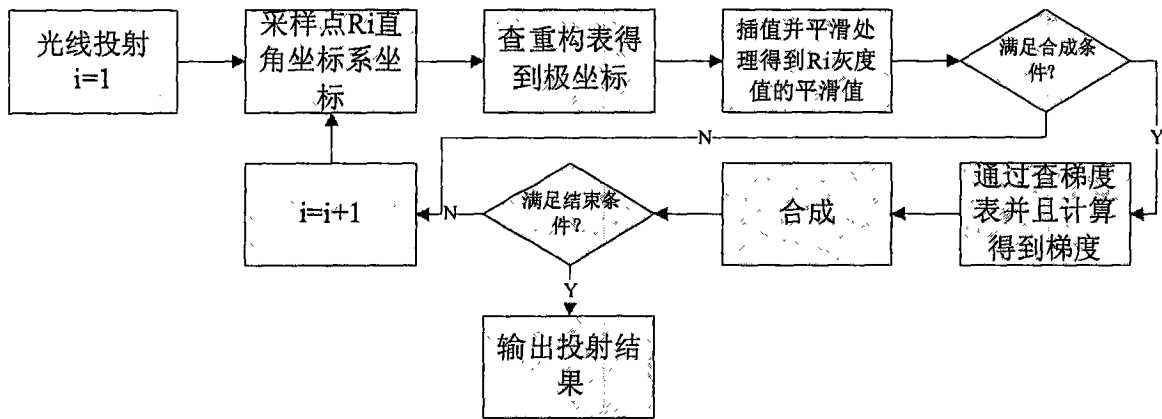 光线投射
i=1
采样点Ri直
角坐标系坐
标
查重构表得
到极坐标
插值并平滑处
理得到Ri灰度
值的平滑值
满足合成条
件?
N
Y
i=i+1
N
满足结束条
件?
合成
通过查梯度
表并且计算
得到梯度
Y
输出投射结
果